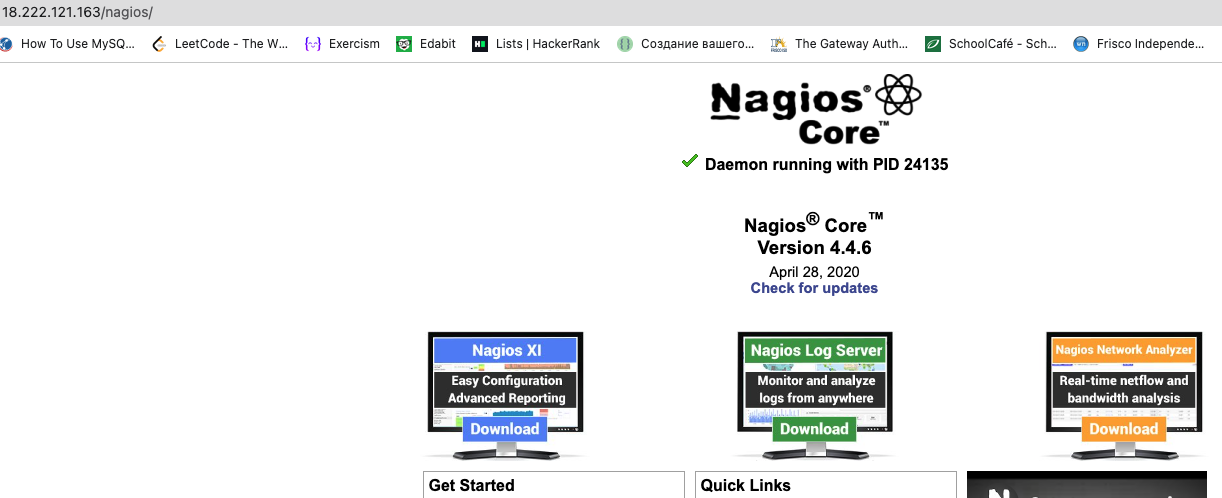 18.222.121.163/nagios/
How To Use MySQ...
LeetCode - The W...
Exercism
Edabit
Lists | HackerRank
Создание вашего...
The Gateway Auth...
SchoolCafé - Sch...
Frisco Independe...
Nagios®
Core™
Daemon running with PID 24135
Nagios® Core™
Version 4.4.6
April 28, 2020
Check for updates
Nagios XI
Easy Configuration
Advanced Reporting
Download
Nagios Log Server
Monitor and analyze
logs from anywhere
Download
Nagios Network Analyzer
Real-time netflow and
bandwidth analysis
Download
Get Started
Quick Links